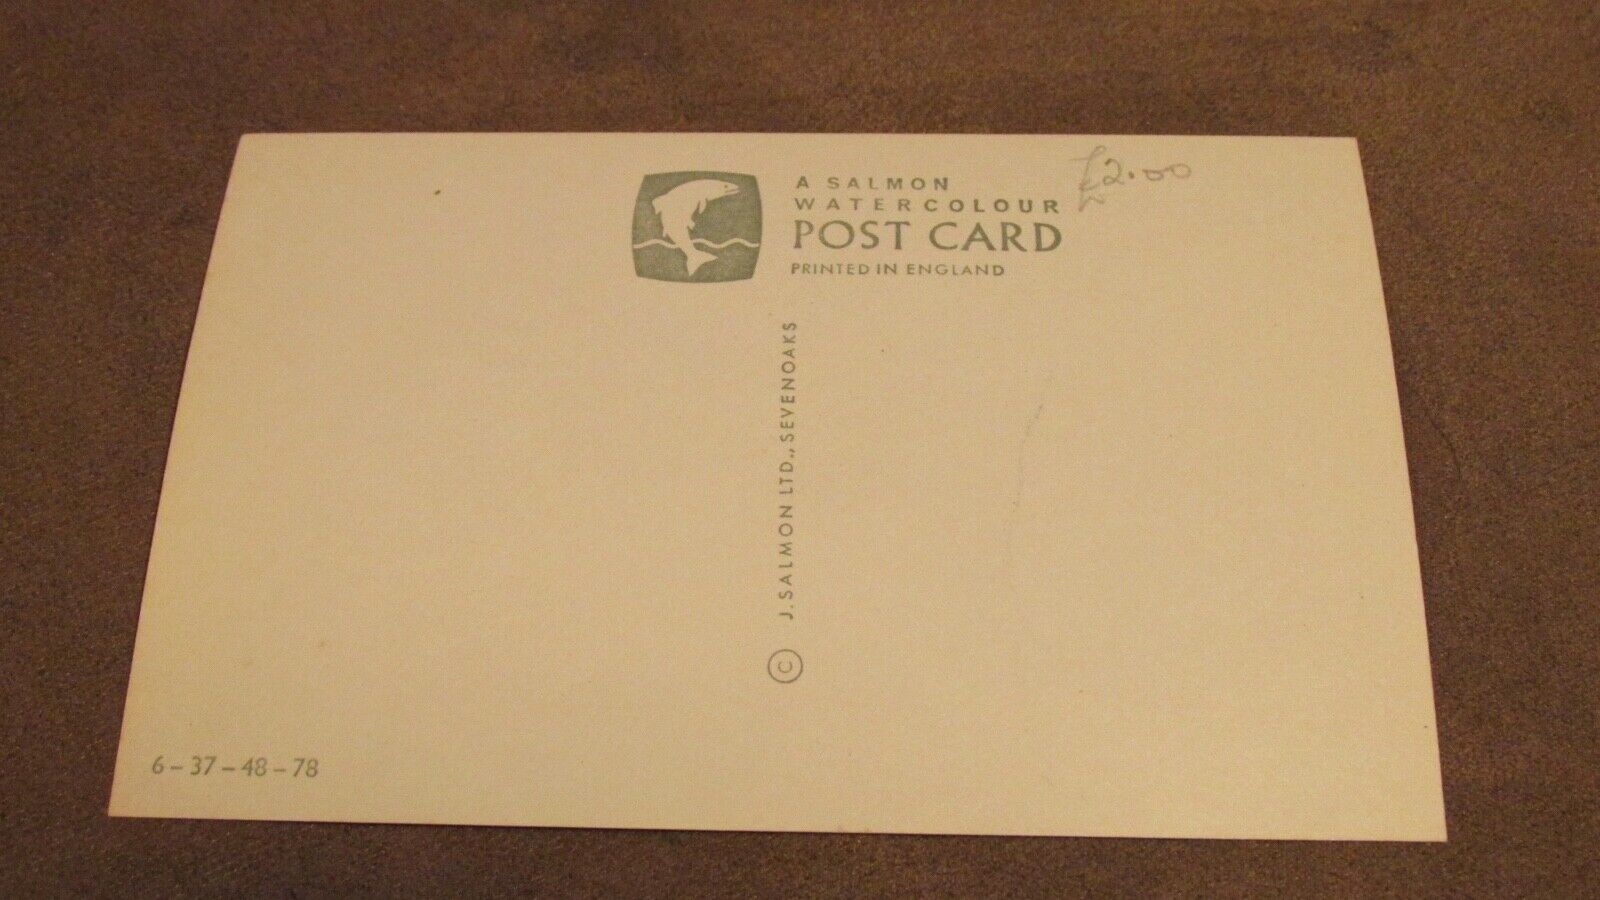 A SALMON
WATERCOLOUR
POST CARD
PRINTED IN ENGLAND
£2.00
© J. SALMON LTD., SEVENOAKS
6 – 37 – 48 – 78